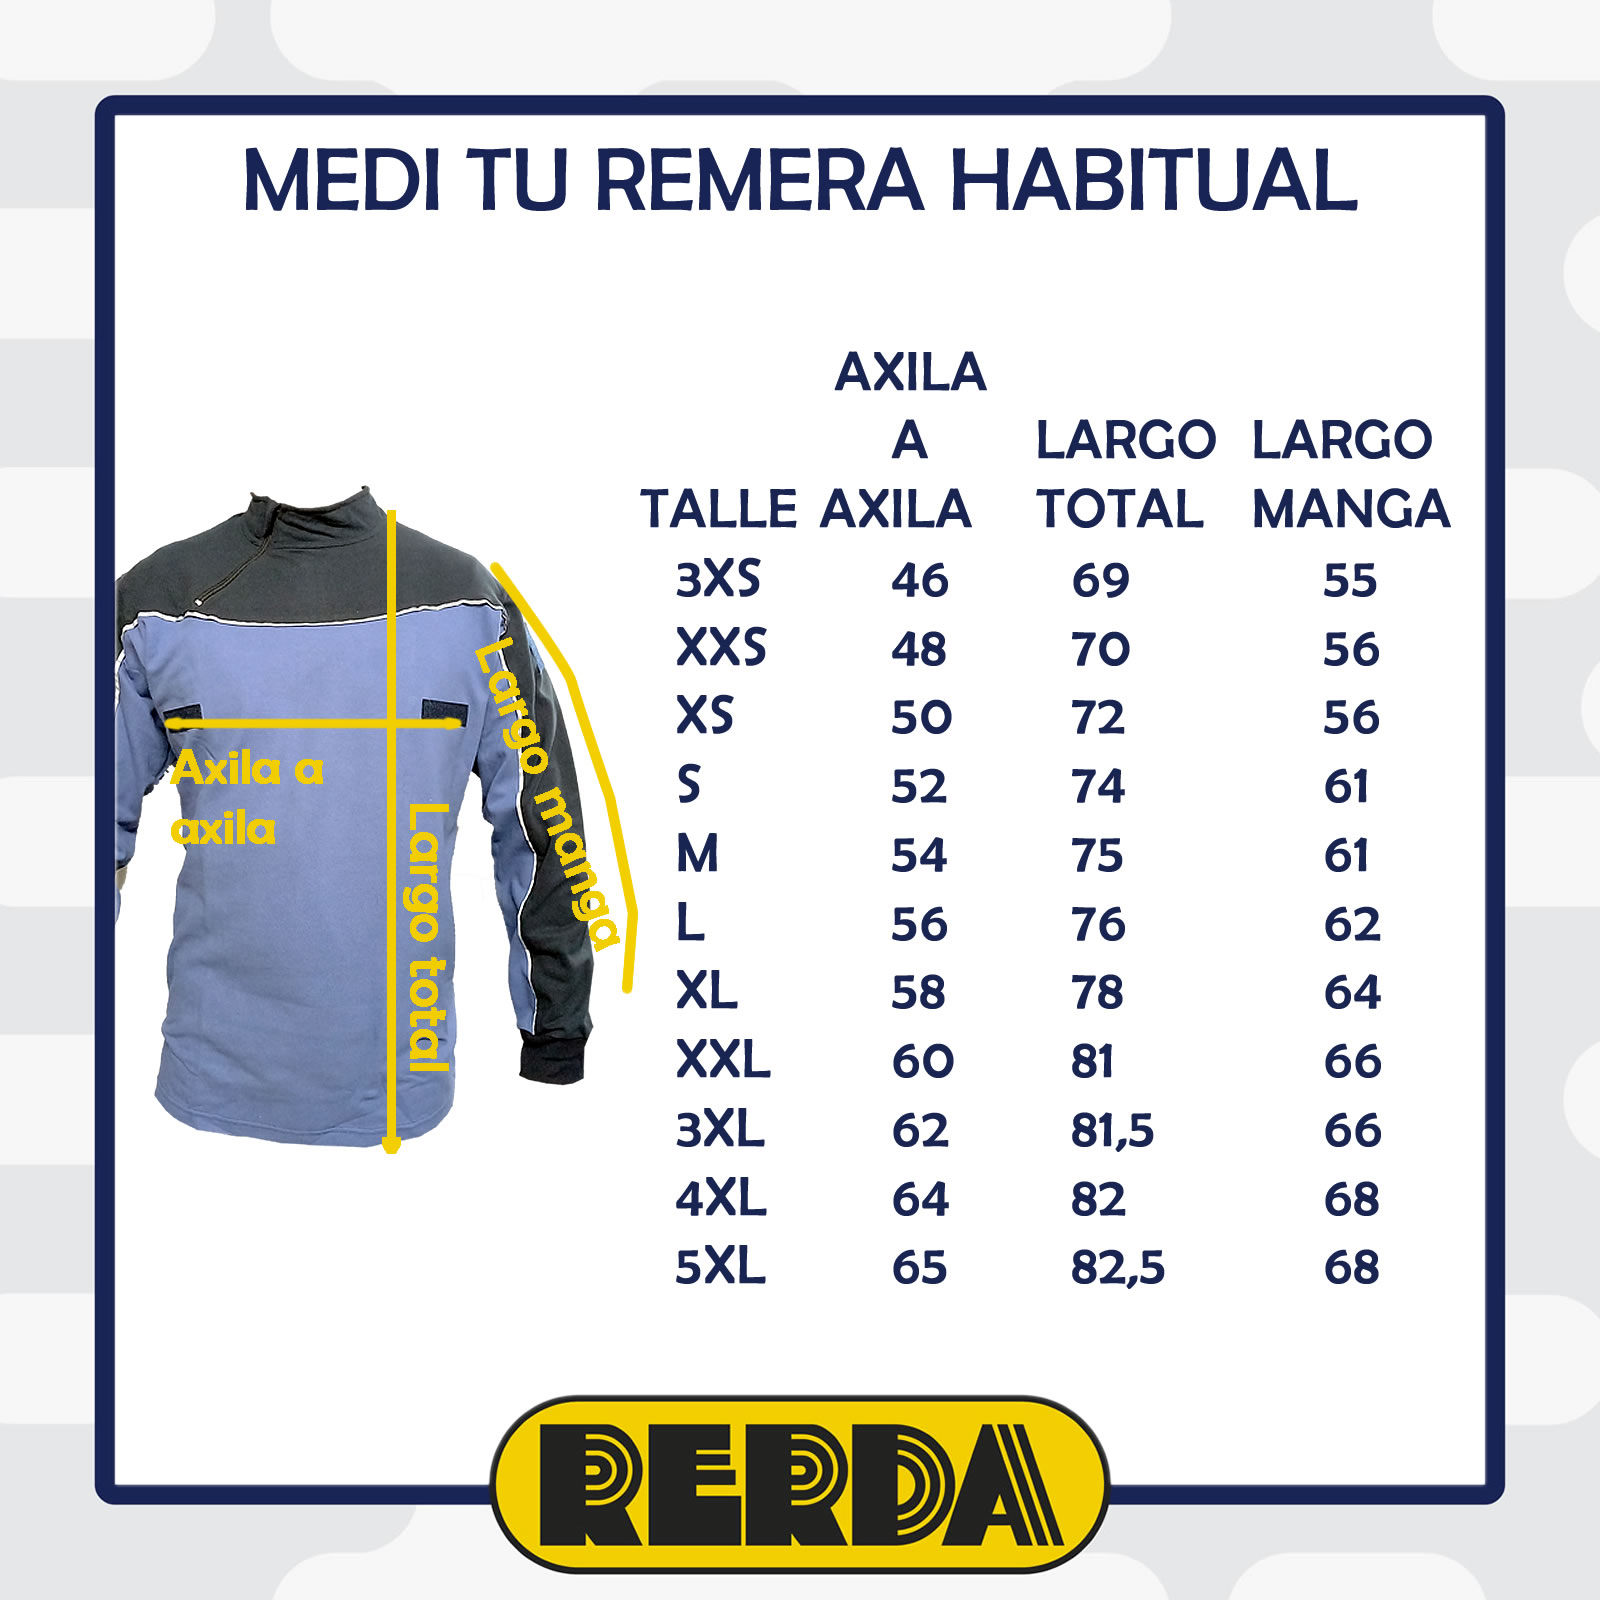 MEDI TU REMERA HABITUAL
AXILA
A
LARGO LARGO
TALLE AXILA TOTAL MANGA
3XS 46 69 55
XXS 48 70 56
XS 50 72 56
S 52 74 61
M 54 75 61
L 56 76 62
XL 58 78 64
XXL 60 81 66
3XL 62 81,5 66
4XL 64 82 68
5XL 65 82,5 68
Axila a
axila
Largo total
Largo manga
RERDA